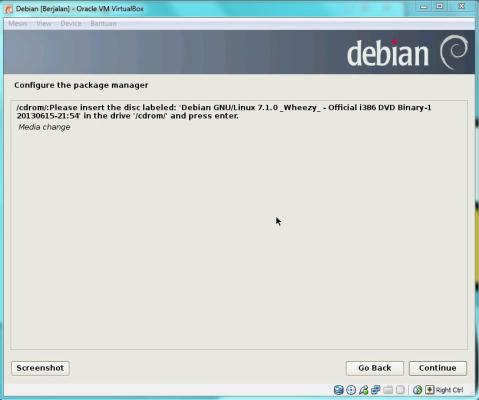 Debian [Berjalan] - Oracle VM VirtualBox
Mesin View Device Bantuan
debian
Configure the package manager
/cdrom/:Please insert the disc labeled: 'Debian GNU/Linux 7.1.0 _Wheezy_ - Official i386 DVD Binary-1
20130615-21:54' in the drive '/cdrom/' and press enter.
Media change
Screenshot
Go Back
Continue
Right Ctrl